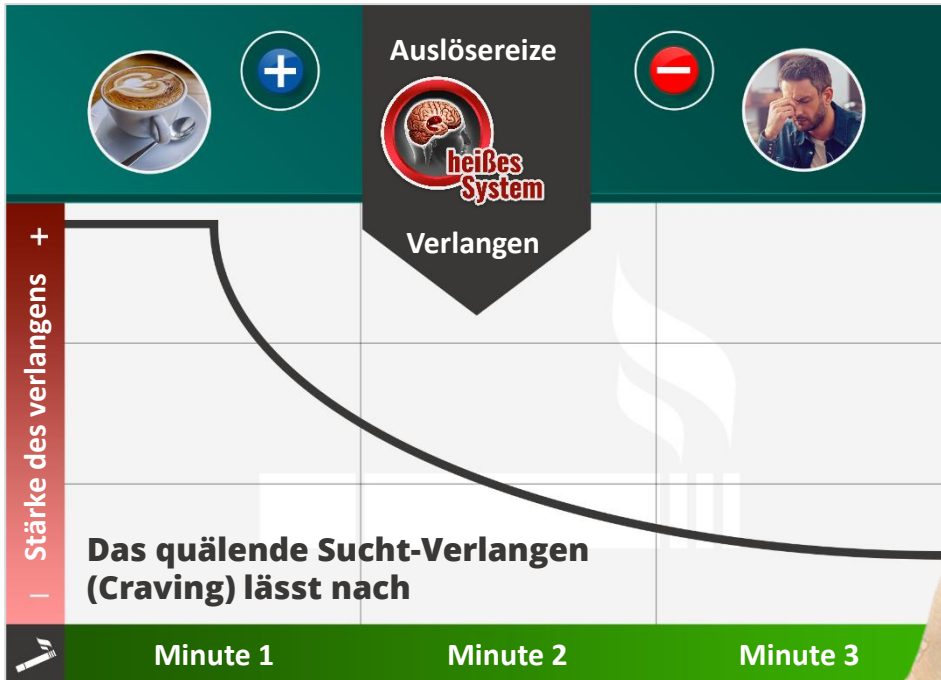 Auslösereize
heißes
System
Verlangen
+ Stärke des verlangens –
Das quälende Sucht-Verlangen
(Craving) lässt nach
Minute 1
Minute 2
Minute 3